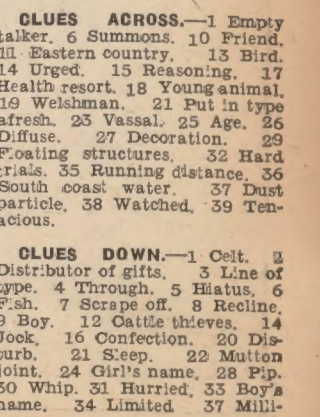 CLUES ACROSS.—1 Empty
talker. 6 Summons. 10 Friend.
11 Eastern country. 13 Bird.
14 Urged. 15 Reasoning. 17
Health resort. 18 Young animal.
19 Welshman. 21 Put in type
afresh. 23 Vassal. 25 Age. 26
Diffuse. 27 Decoration. 29
Floating structures. 32 Hard
trials. 35 Running distance. 36
South coast water. 37 Dust
particle. 38 Watched. 39 Ten-
acious.
CLUES DOWN.—1 Celt. 2
Distributor of gifts. 3 Line of
type. 4 Through. 5 Hiatus. 6
Fish. 7 Scrape off. 8 Recline.
9 Boy. 12 Cattle thieves. 14
Jock. 16 Confection. 20 Dis-
turb. 21 Sleep. 22 Mutton
joint. 24 Girl's name. 28 Pip.
30 Whip. 31 Hurried. 33 Boy's
name. 34 Limited 37 Milli-